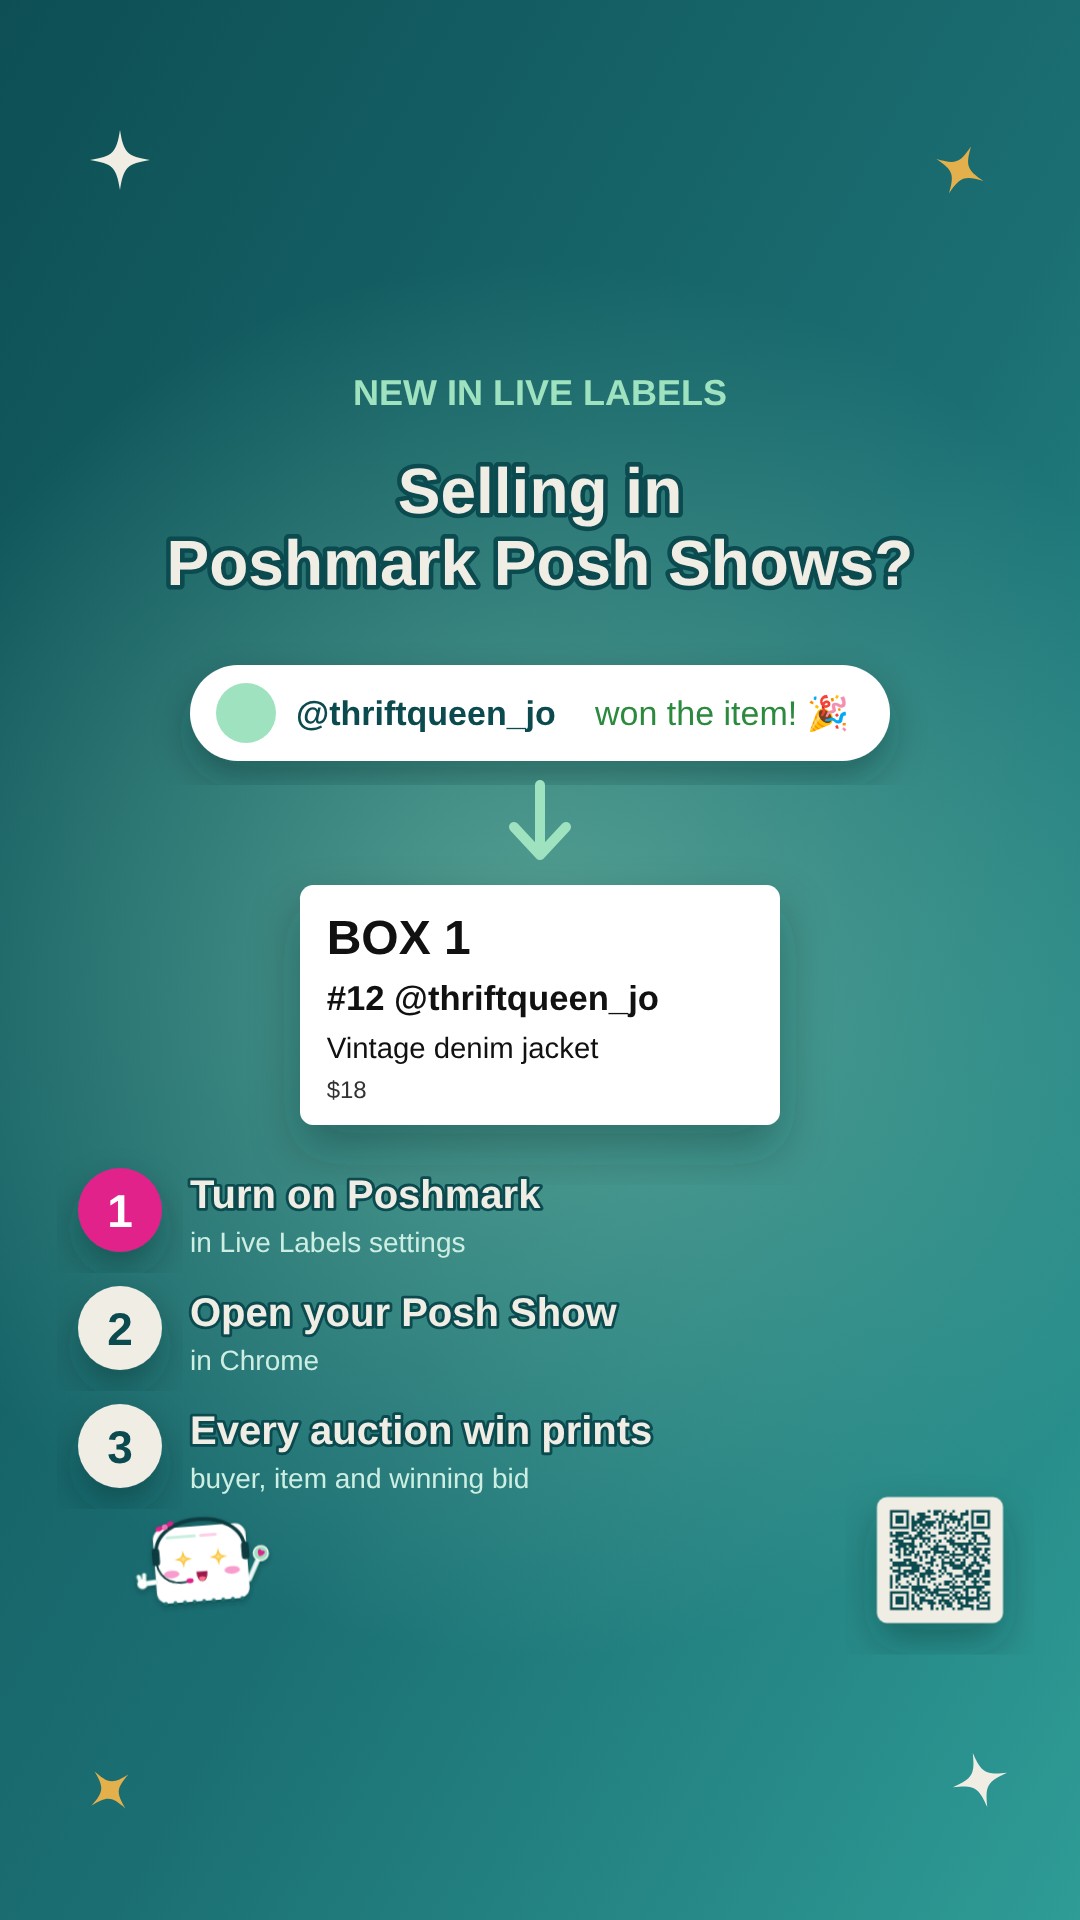 NEW IN LIVE LABELS
Selling in
Poshmark Posh Shows?
@thriftqueen_jo won the item! 🎉
BOX 1
#12 @thriftqueen_jo
Vintage denim jacket
$18
1 Turn on Poshmark
in Live Labels settings
2 Open your Posh Show
in Chrome
3 Every auction win prints
buyer, item and winning bid